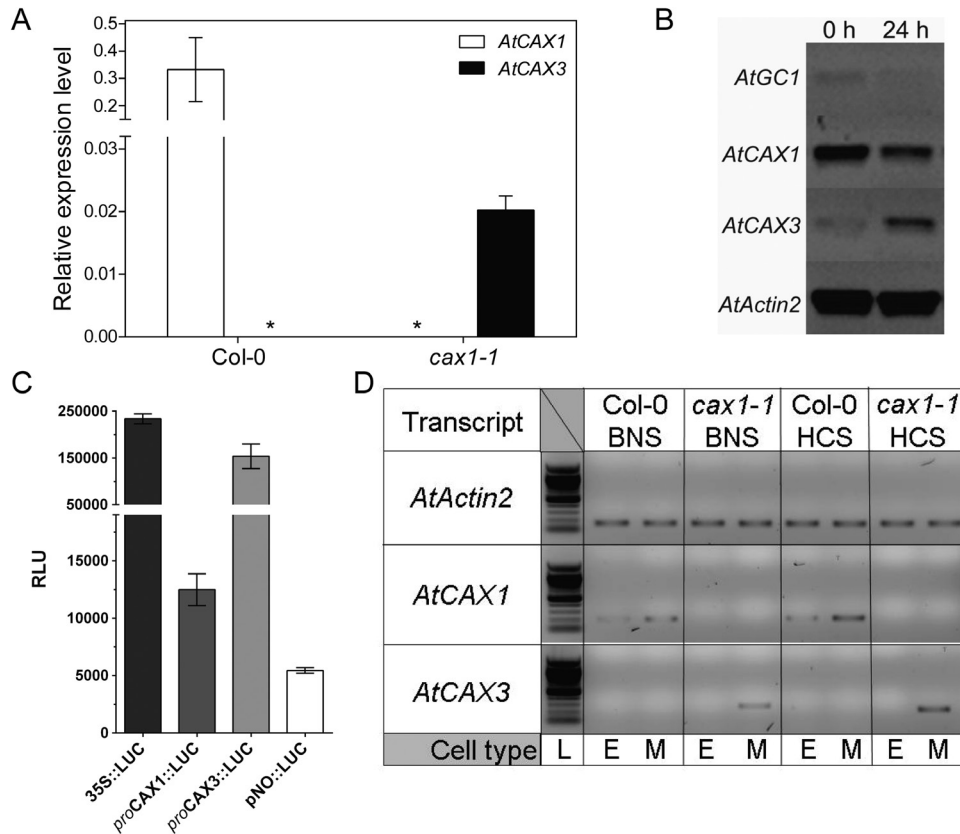 A
Relative expression level
0.5
0.4
0.3
0.2
0.03
0.02
0.01
0.00
AtCAX1
AtCAX3
*
*
Col-0
cax1-1
B
0 h 24 h
AtGC1
AtCAX1
AtCAX3
AtActin2
C
RLU
250000
150000
50000
15000
10000
5000
0
35S::LUC
proCAX1::LUC
proCAX3::LUC
pNO::LUC
D
Transcript
Col-0 BNS
cax1-1 BNS
Col-0 HCS
cax1-1 HCS
AtActin2
AtCAX1
AtCAX3
Cell type L E M E M E M E M